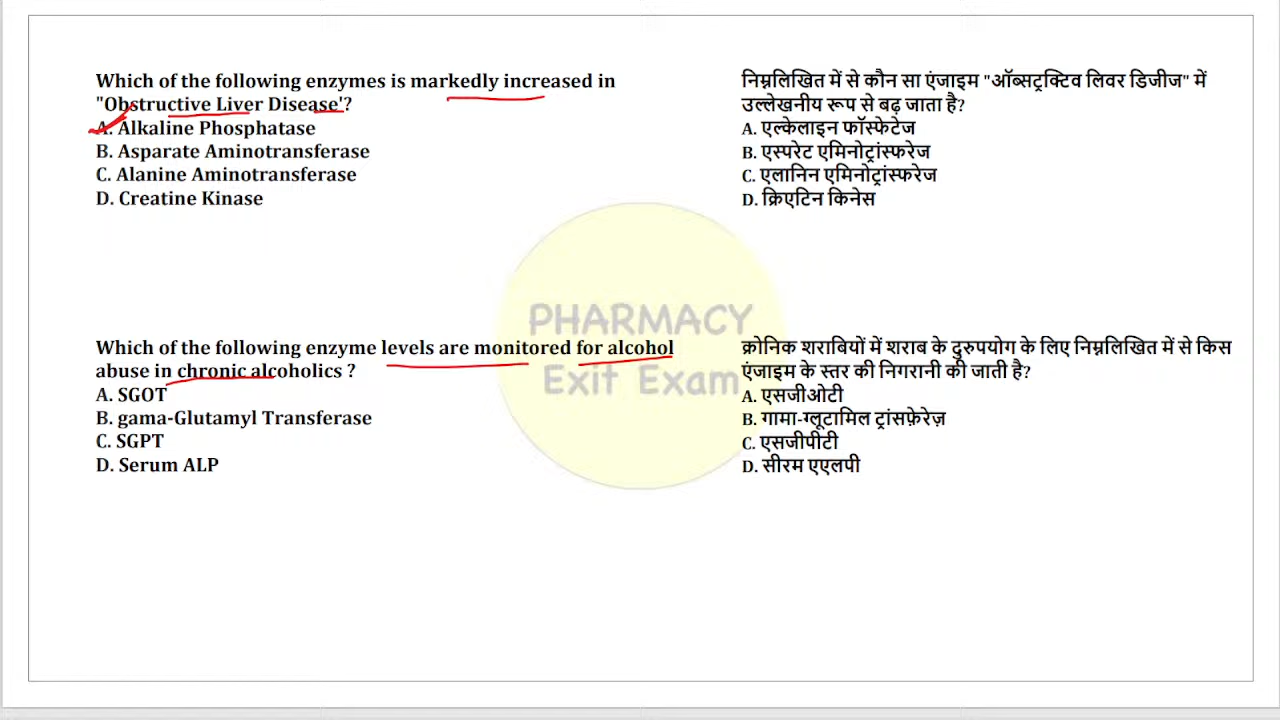 Which of the following enzymes is markedly increased in
"Obstructive Liver Disease'?
A. Alkaline Phosphatase
B. Asparate Aminotransferase
C. Alanine Aminotransferase
D. Creatine Kinase
निम्नलिखित में से कौन सा एंजाइम "ऑब्सट्रक्टिव लिवर डिजीज" में
उल्लेखनीय रूप से बढ़ जाता है?
A. एल्केलाइन फॉस्फेटेज
B. एस्परेट एमिनोट्रांस्फरेज
C. एलानिन एमिनोट्रांस्फरेज
D. क्रिएटिन किनेस
PHARMACY
Exit Exam
Which of the following enzyme levels are monitored for alcohol
abuse in chronic alcoholics ?
A. SGOT
B. gama-Glutamyl Transferase
C. SGPT
D. Serum ALP
क्रोनिक शराबियों में शराब के दुरुपयोग के लिए निम्नलिखित में से किस
एंजाइम के स्तर की निगरानी की जाती है?
A. एसजीओटी
B. गामा-ग्लूटामिल ट्रांसफ़ेरेज़
C. एसजीपीटी
D. सीरम एएलपी